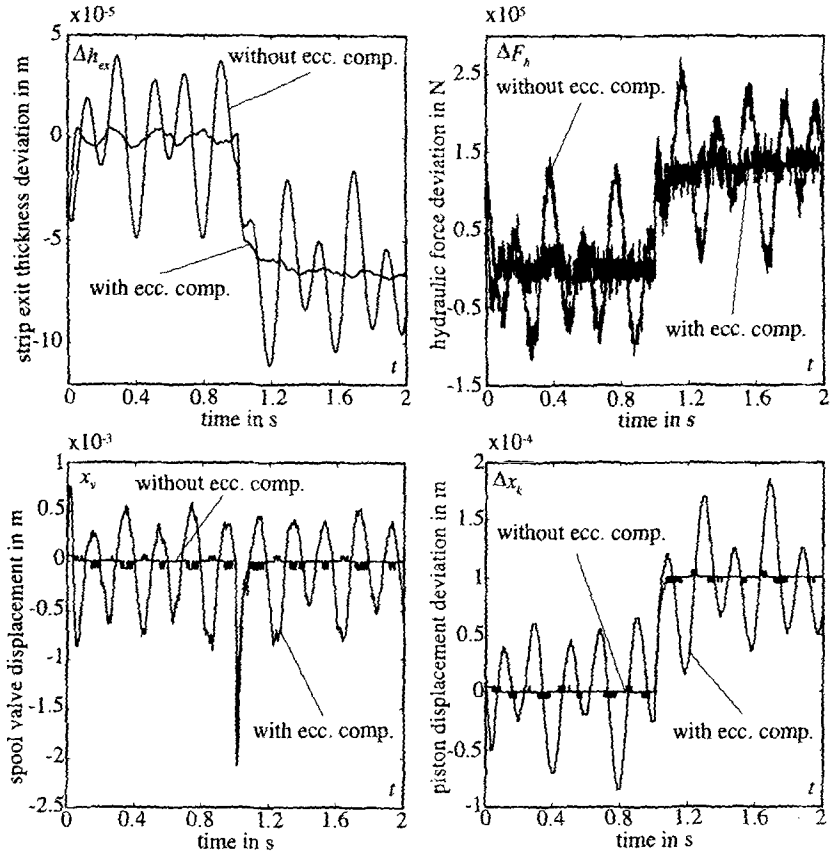 x10⁻⁵
5
0
-5
-10
strip exit thickness deviation in m
Δh_ex
without ecc. comp.
with ecc. comp.
t
0 0.4 0.8 1.2 1.6 2
time in s
x10⁵
2.5
1.5
0.5
-0.5
-1.5
hydraulic force deviation in N
ΔF_h
without ecc. comp.
with ecc. comp.
t
0 0.4 0.8 1.2 1.6 2
time in s
x10⁻³
1
0.5
0
-0.5
-1
-1.5
-2
-2.5
spool valve displacement in m
x_v
without ecc. comp.
with ecc. comp.
t
0 0.4 0.8 1.2 1.6 2
time in s
x10⁻⁴
2
1.5
1
0.5
0
-0.5
-1
piston displacement deviation in m
Δx_k
without ecc. comp.
with ecc. comp.
t
0 0.4 0.8 1.2 1.6 2
time in s